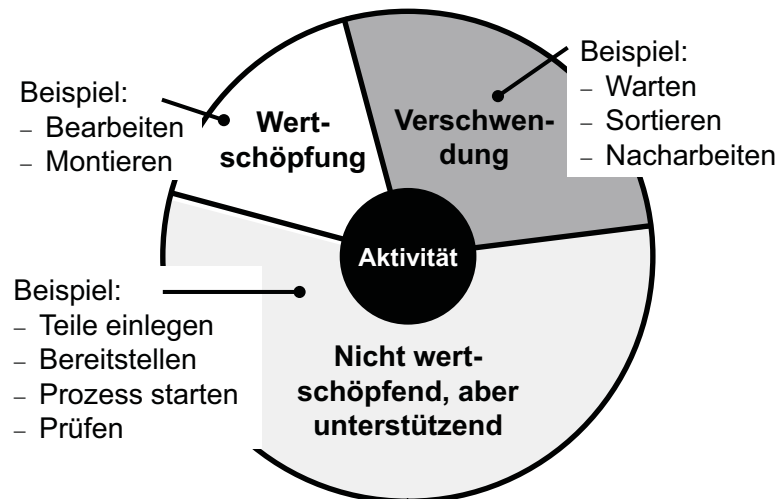 Beispiel:
– Bearbeiten
– Montieren
Wert-
schöpfung
Verschwen-
dung
Beispiel:
– Warten
– Sortieren
– Nacharbeiten
Aktivität
Beispiel:
– Teile einlegen
– Bereitstellen
– Prozess starten
– Prüfen
Nicht wert-
schöpfend, aber
unterstützend